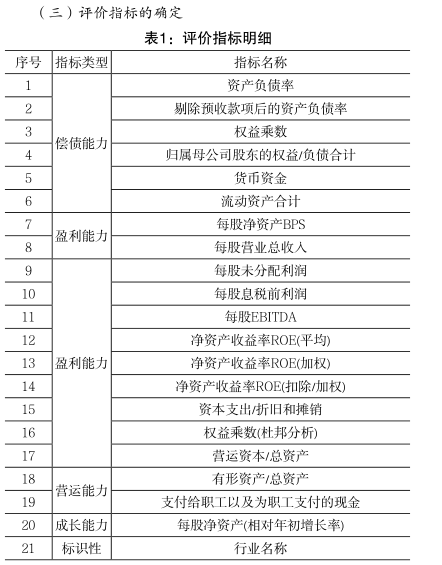 （三）评价指标的确定
表1：评价指标明细
序号 指标类型 指标名称
1 资产负债率
2 剔除预收款项后的资产负债率
3 权益乘数
4 偿债能力 归属母公司股东的权益/负债合计
5 货币资金
6 流动资产合计
7 盈利能力 每股净资产BPS
8 每股营业总收入
9 每股未分配利润
10 每股息税前利润
11 每股EBITDA
12 净资产收益率ROE(平均)
13 盈利能力 净资产收益率ROE(加权)
14 净资产收益率ROE(扣除/加权)
15 资本支出/折旧和摊销
16 权益乘数(杜邦分析)
17 营运资本/总资产
18 营运能力 有形资产/总资产
19 支付给职工以及为职工支付的现金
20 成长能力 每股净资产(相对年初增长率)
21 标识性 行业名称